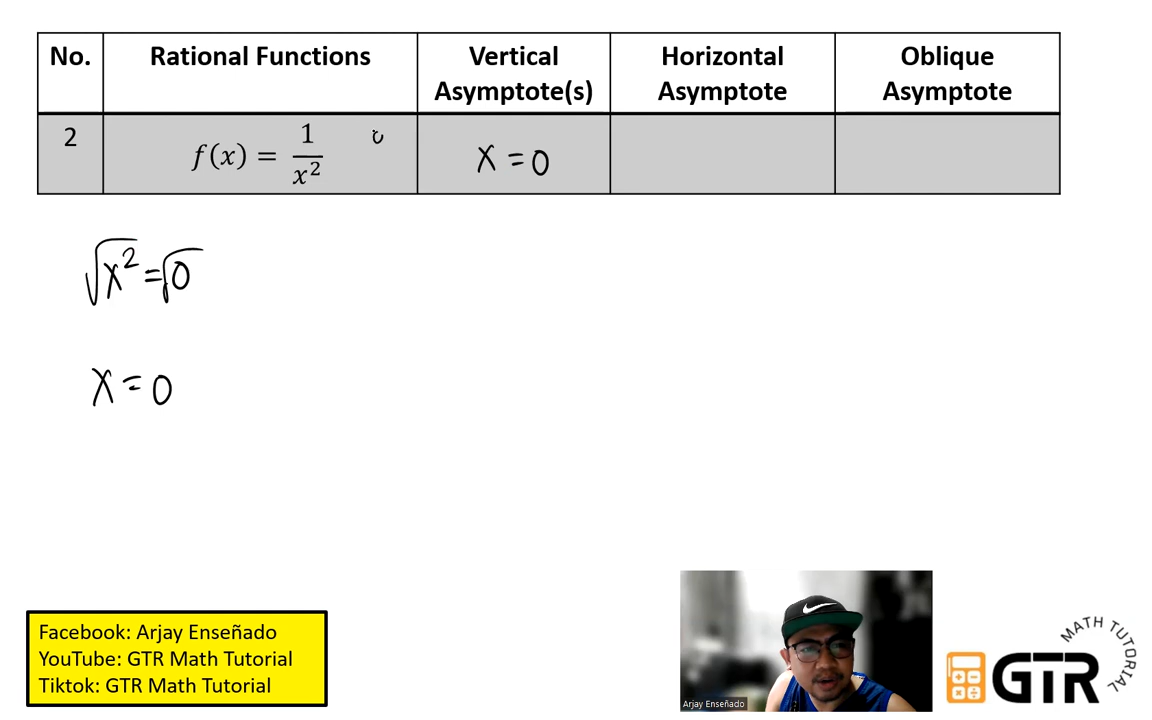 No. Rational Functions Vertical Asymptote(s) Horizontal Asymptote Oblique Asymptote
2 f(x) = 1/x² 0 x = 0
√x² = √0
x = 0
Facebook: Arjay Enseñado
YouTube: GTR Math Tutorial
Tiktok: GTR Math Tutorial
Arjay Enseñado
GTR
MATH TUTORIAL